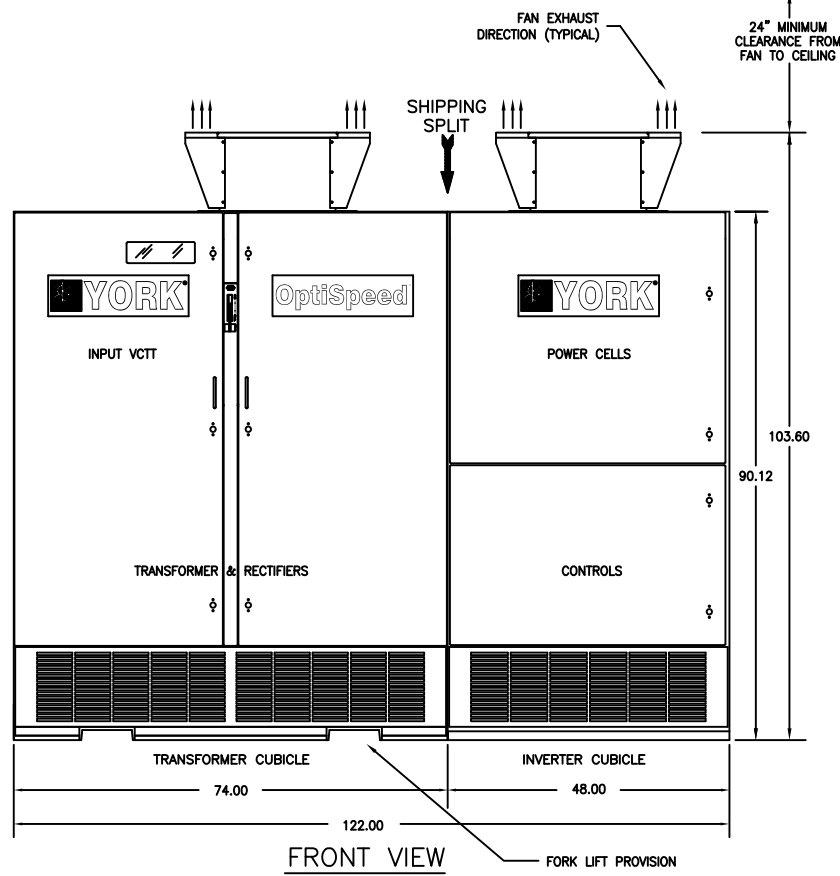 FAN EXHAUST
DIRECTION (TYPICAL)
24" MINIMUM
CLEARANCE FROM
FAN TO CEILING
SHIPPING
SPLIT
YORK
OptiSpeed
YORK
INPUT VCTT
POWER CELLS
103.60
90.12
TRANSFORMER & RECTIFIERS
CONTROLS
TRANSFORMER CUBICLE
INVERTER CUBICLE
74.00
48.00
122.00
FRONT VIEW
FORK LIFT PROVISION